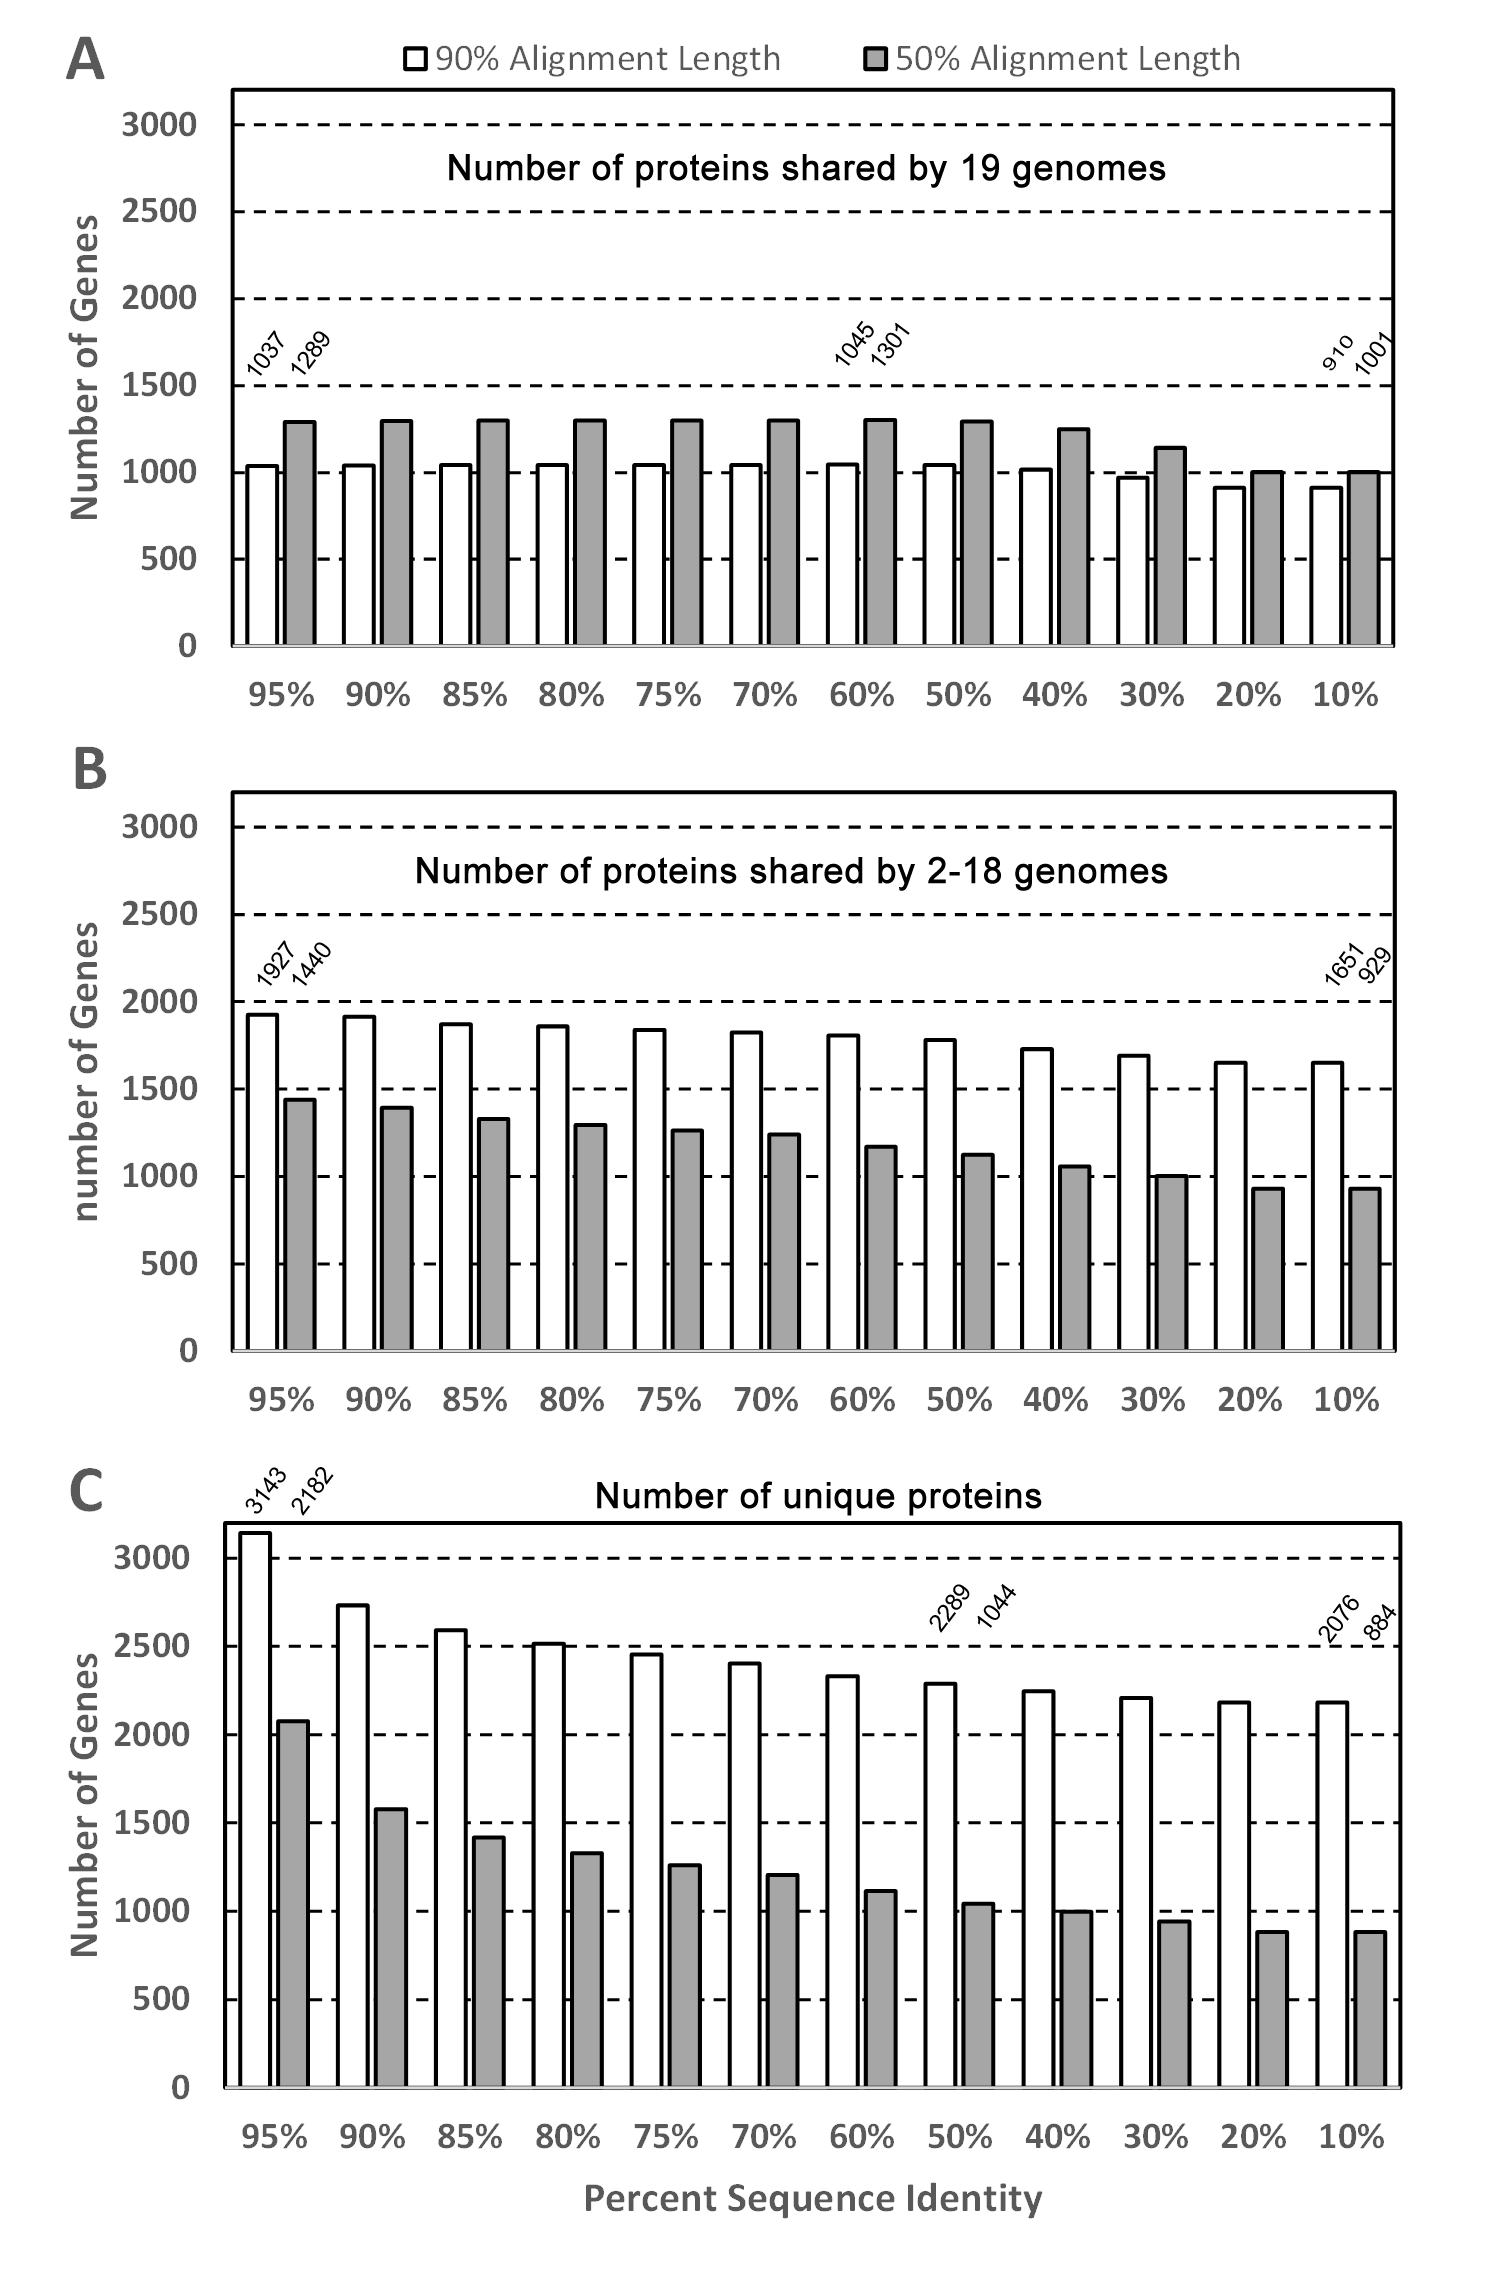 A
90% Alignment Length 50% Alignment Length
3000
Number of proteins shared by 19 genomes
2500
2000
1037 1289 1045 1301 910 1001
1500
1000
500
0
Number of Genes
95% 90% 85% 80% 75% 70% 60% 50% 40% 30% 20% 10%
B
3000
Number of proteins shared by 2-18 genomes
2500
1927 1440 1651 929
2000
1500
1000
500
0
number of Genes
95% 90% 85% 80% 75% 70% 60% 50% 40% 30% 20% 10%
C
3143 2182
Number of unique proteins
3000
2289 1044 2076 884
2500
2000
1500
1000
500
0
Number of Genes
95% 90% 85% 80% 75% 70% 60% 50% 40% 30% 20% 10%
Percent Sequence Identity